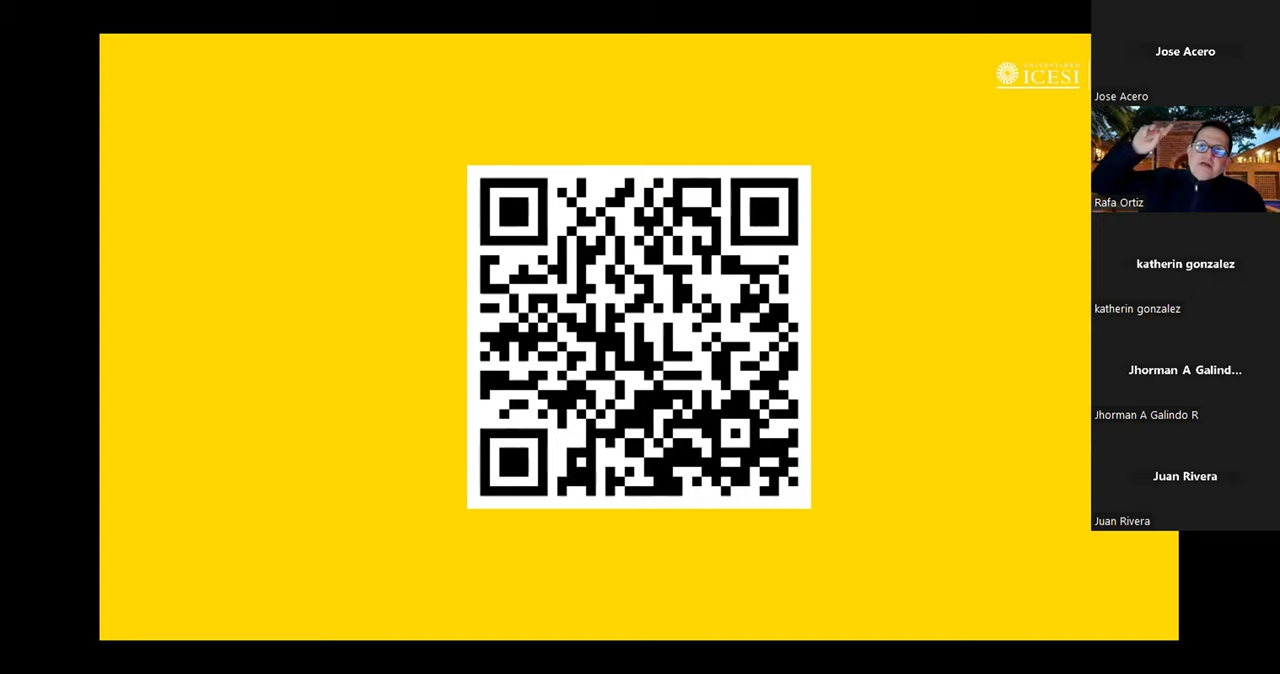 UNIVERSIDAD
ICESI
Jose Acero
Jose Acero
Rafa Ortiz
katherin gonzalez
katherin gonzalez
Jhorman A Galind...
Jhorman A Galindo R
Juan Rivera
Juan Rivera